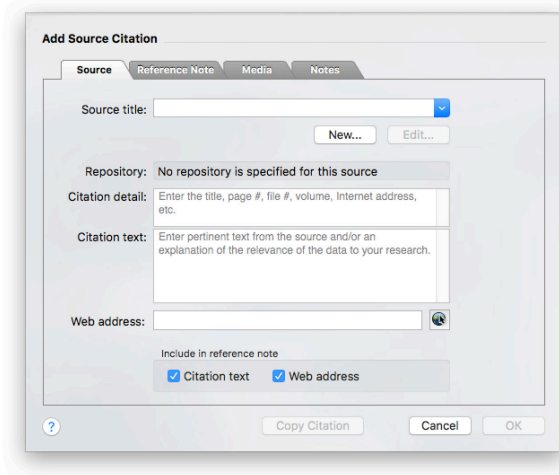 Add Source Citation
Source Reference Note Media Notes
Source title:
New... Edit...
Repository: No repository is specified for this source
Citation detail: Enter the title, page #, file #, volume, Internet address,
etc.
Citation text: Enter pertinent text from the source and/or an
explanation of the relevance of the data to your research.
Web address:
Include in reference note
Citation text Web address
? Copy Citation Cancel OK